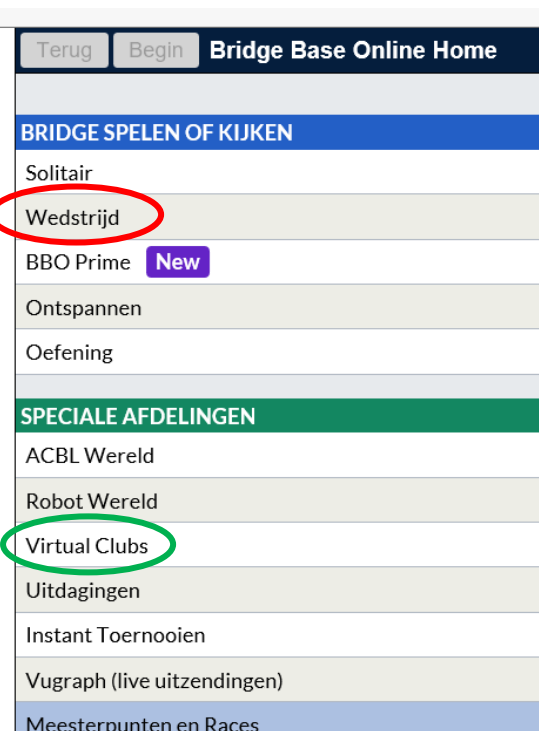 Terug Begin Bridge Base Online Home
BRIDGE SPELEN OF KIJKEN
Solitair
Wedstrijd
BBO Prime New
Ontspannen
Oefening
SPECIALE AFDELINGEN
ACBL Wereld
Robot Wereld
Virtual Clubs
Uitdagingen
Instant Toernooien
Vugraph (live uitzendingen)
Meesterpunten en Races